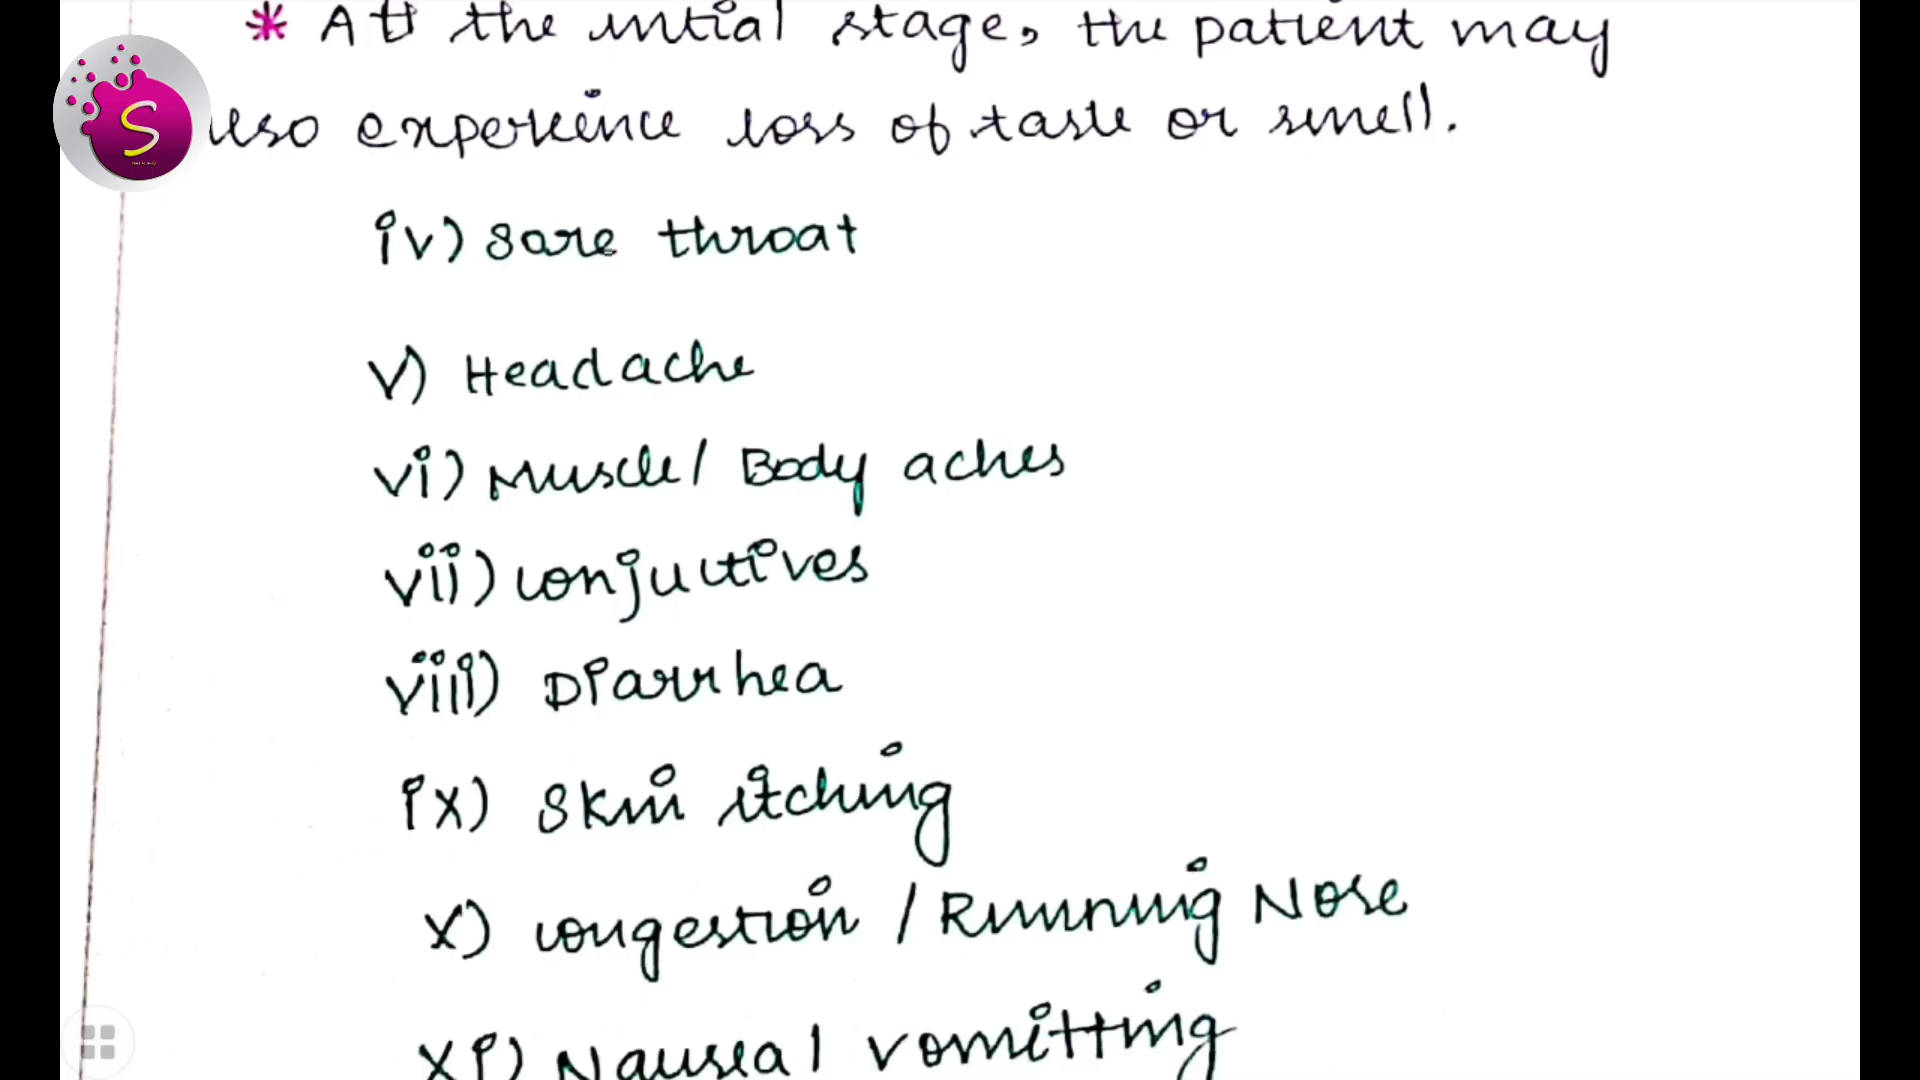 * At the intial stage, the patient may
also experience loss of taste or smell.
S
iv) Sore throat
v) Headache
vi) Muscle/ Body aches
vii) conjuctives
viii) Diarrhea
ix) Skin itching
x) congestion / Running Nose
xi) Nausea/ vomitting